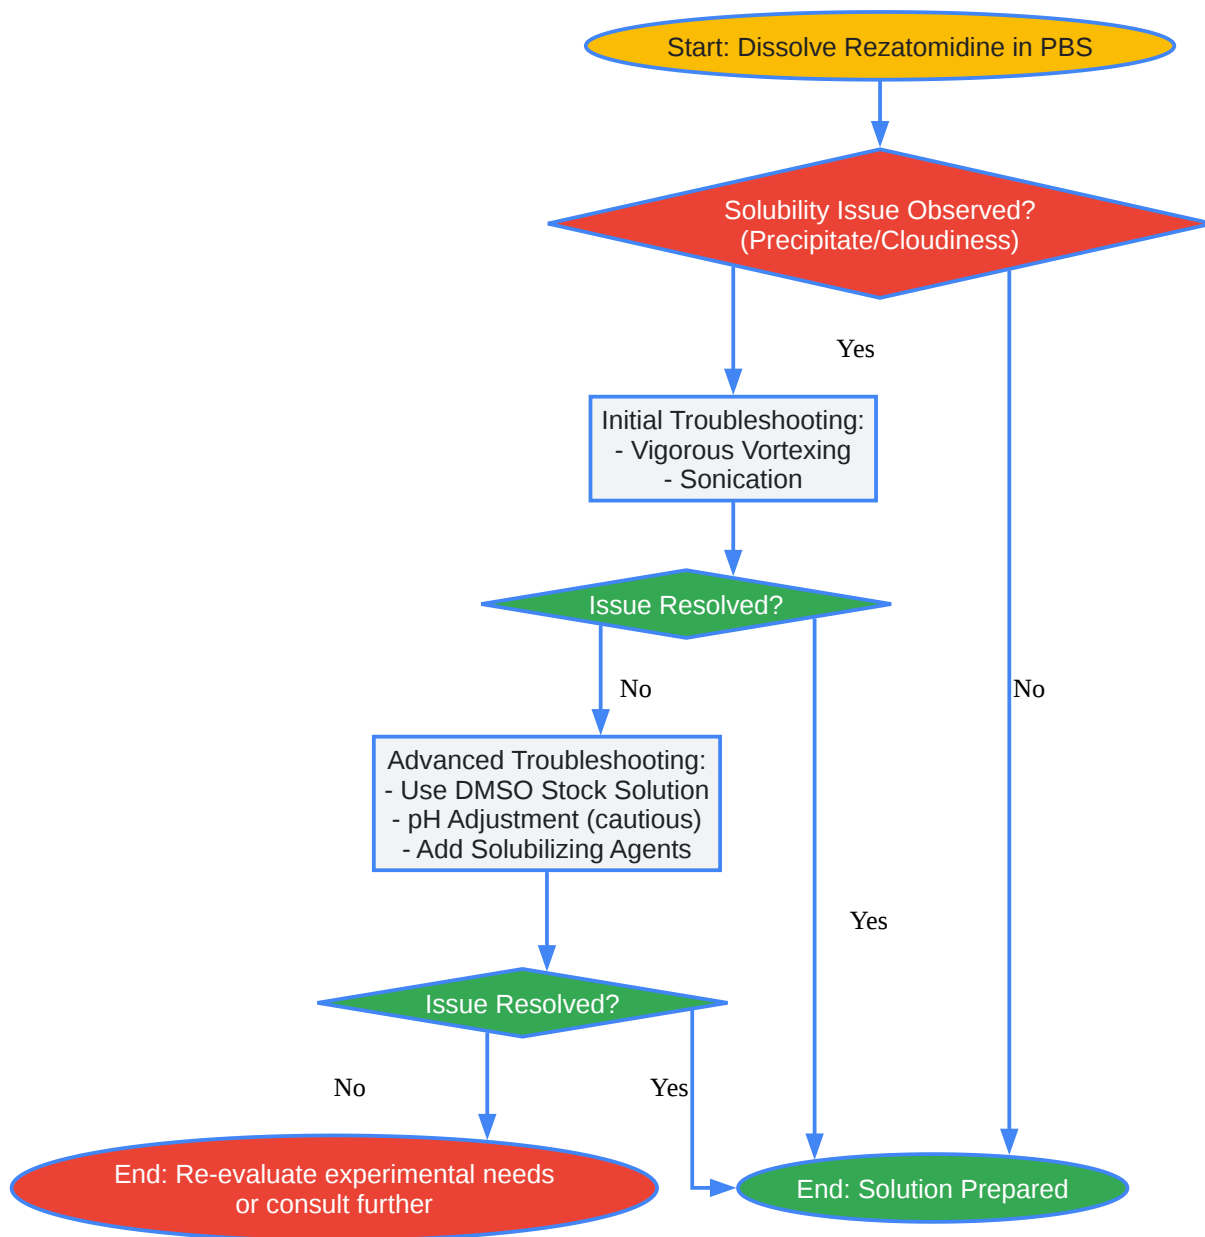 Start: Dissolve Rezatomidine in PBS
Solubility Issue Observed?
(Precipitate/Cloudiness)
Yes
Initial Troubleshooting:
- Vigorous Vortexing
- Sonication
Issue Resolved?
No
No
Advanced Troubleshooting:
- Use DMSO Stock Solution
- pH Adjustment (cautious)
- Add Solubilizing Agents
Yes
Issue Resolved?
No
Yes
End: Re-evaluate experimental needs
or consult further
End: Solution Prepared